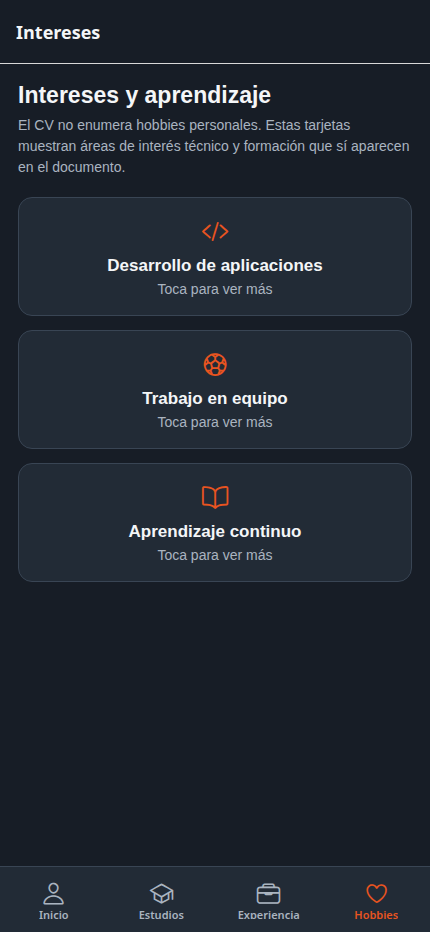 Intereses
Intereses y aprendizaje
El CV no enumera hobbies personales. Estas tarjetas
muestran áreas de interés técnico y formación que sí aparecen
en el documento.
Desarrollo de aplicaciones
Toca para ver más
Trabajo en equipo
Toca para ver más
Aprendizaje continuo
Toca para ver más
Inicio
Estudios
Experiencia
Hobbies